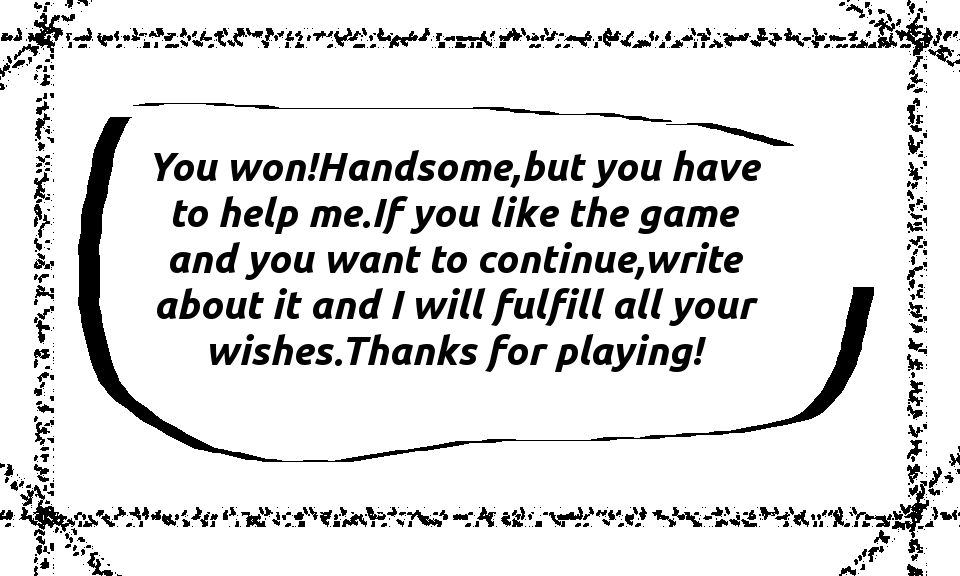 You won!Handsome,but you have
to help me.If you like the game
and you want to continue,write
about it and I will fulfill all your
wishes.Thanks for playing!